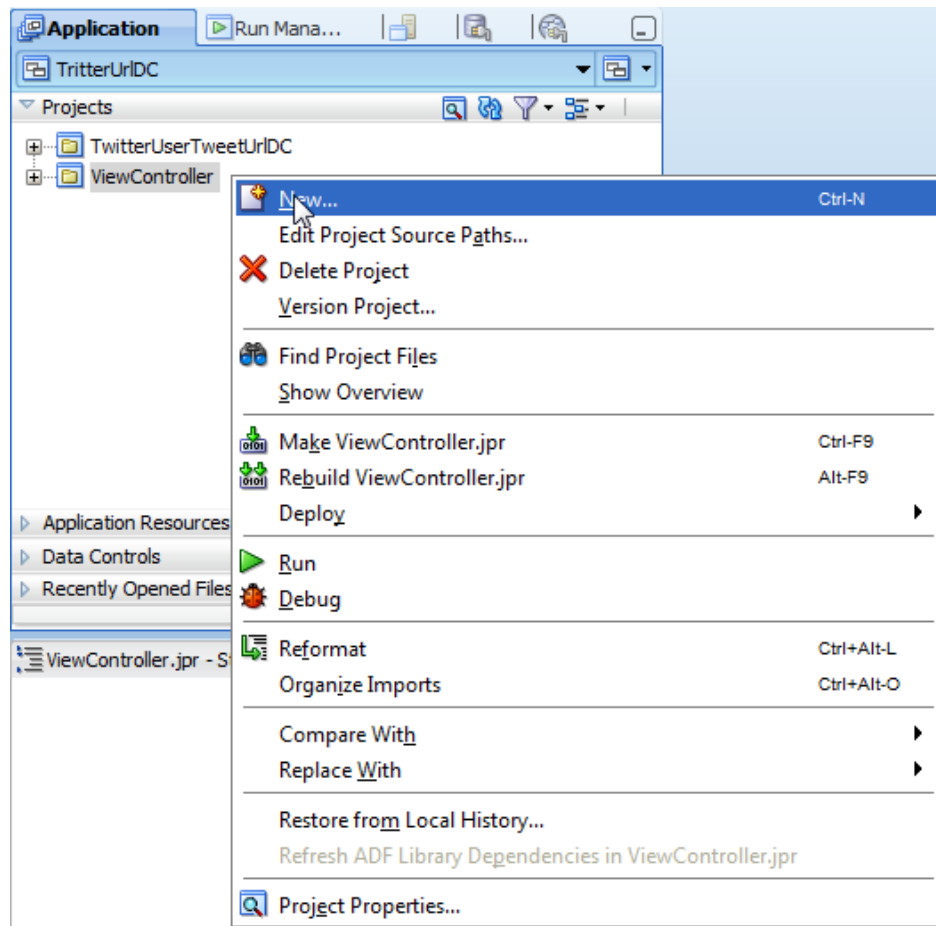 Application
Run Mana...
TritterUrlDC
Projects
TwitterUserTweetUrlDC
ViewController
New... Ctrl-N
Edit Project Source Paths...
Delete Project
Version Project...
Find Project Files
Show Overview
Make ViewController.jpr Ctrl-F9
Rebuild ViewController.jpr Alt-F9
Deploy
Application Resources
Data Controls
Run
Recently Opened Files
Debug
Reformat Ctrl+Alt-L
ViewController.jpr - S
Organize Imports Ctrl+Alt-O
Compare With
Replace With
Restore from Local History...
Refresh ADF Library Dependencies in ViewController.jpr
Project Properties...